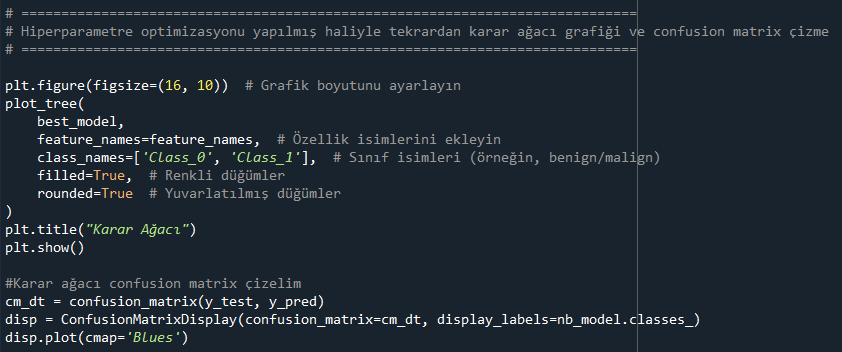 # ============================================================================
# Hiperparametre optimizasyonu yapılmış haliyle tekrardan karar ağacı grafiği ve confusion matrix çizme
# ============================================================================
plt.figure(figsize=(16, 10))  # Grafik boyutunu ayarlayın
plot_tree(
    best_model,
    feature_names=feature_names,  # Özellik isimlerini ekleyin
    class_names=['Class_0', 'Class_1'],  # Sınıf isimleri (örneğin, benign/malign)
    filled=True,  # Renkli düğümler
    rounded=True  # Yuvarlatılmış düğümler
)
plt.title("Karar Ağacı")
plt.show()
#Karar ağacı confusion matrix çizelim
cm_dt = confusion_matrix(y_test, y_pred)
disp = ConfusionMatrixDisplay(confusion_matrix=cm_dt, display_labels=nb_model.classes_)
disp.plot(cmap='Blues')